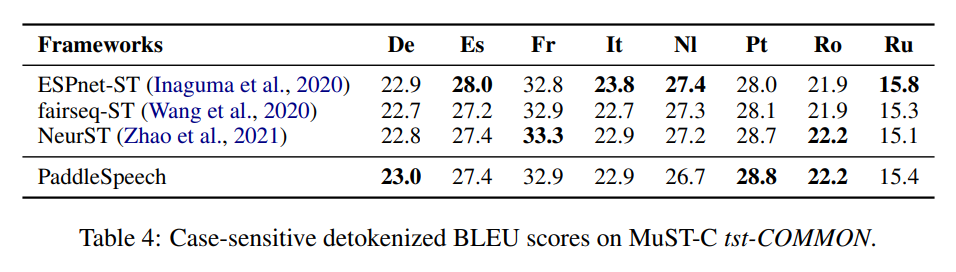 Frameworks De Es Fr It Nl Pt Ro Ru
ESPnet-ST (Inaguma et al., 2020) 22.9 28.0 32.8 23.8 27.4 28.0 21.9 15.8
fairseq-ST (Wang et al., 2020) 22.7 27.2 32.9 22.7 27.3 28.1 21.9 15.3
NeurST (Zhao et al., 2021) 22.8 27.4 33.3 22.9 27.2 28.7 22.2 15.1
PaddleSpeech 23.0 27.4 32.9 22.9 26.7 28.8 22.2 15.4
Table 4: Case-sensitive detokenized BLEU scores on MuST-C tst-COMMON.